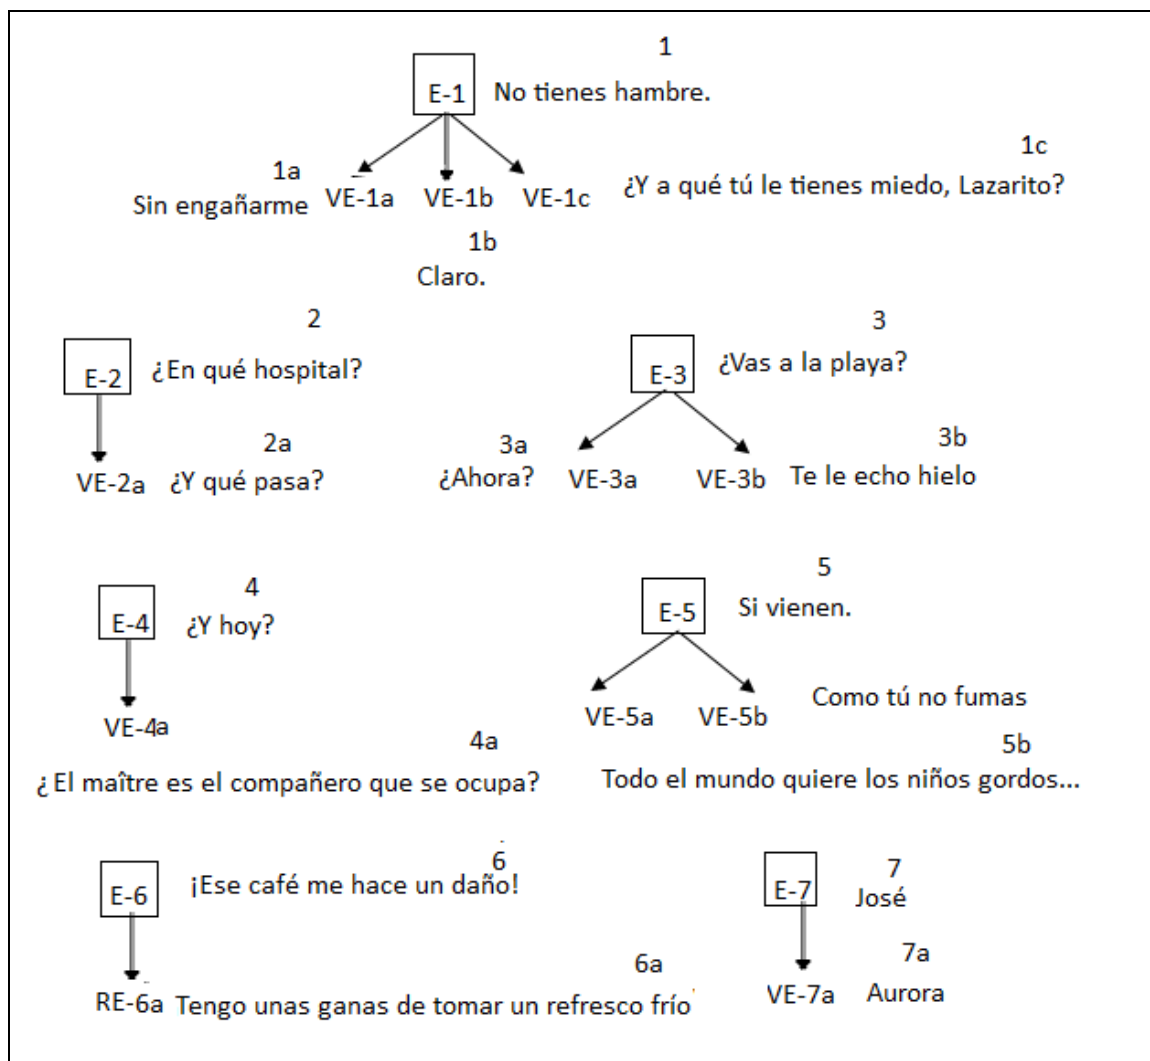 1
E-1 No tienes hambre.
1a
1c
Sin engañarme VE-1a VE-1b VE-1c ¿Y a qué tú le tienes miedo, Lazarito?
1b
Claro.
2
3
E-2 ¿En qué hospital?
E-3 ¿Vas a la playa?
2a
3a
3b
VE-2a ¿Y qué pasa?
¿Ahora? VE-3a VE-3b Te le echo hielo
4
5
E-4 ¿Y hoy?
E-5 Si vienen.
VE-4a
VE-5a VE-5b Como tú no fumas
4a
5b
¿El maître es el compañero que se ocupa?
Todo el mundo quiere los niños gordos...
6
7
E-6 ¡Ese café me hace un daño!
E-7 José
6a
7a
RE-6a Tengo unas ganas de tomar un refresco frío
VE-7a Aurora